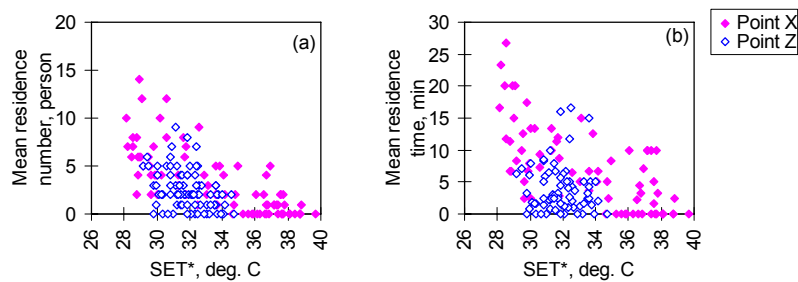 (a)
Mean residence
number, person
20
15
10
5
0
26
28
30
32
34
36
38
40
SET*, deg. C
(b)
Mean residence
time, min
30
25
20
15
10
5
0
26
28
30
32
34
36
38
40
SET*, deg. C
Point X
Point Z